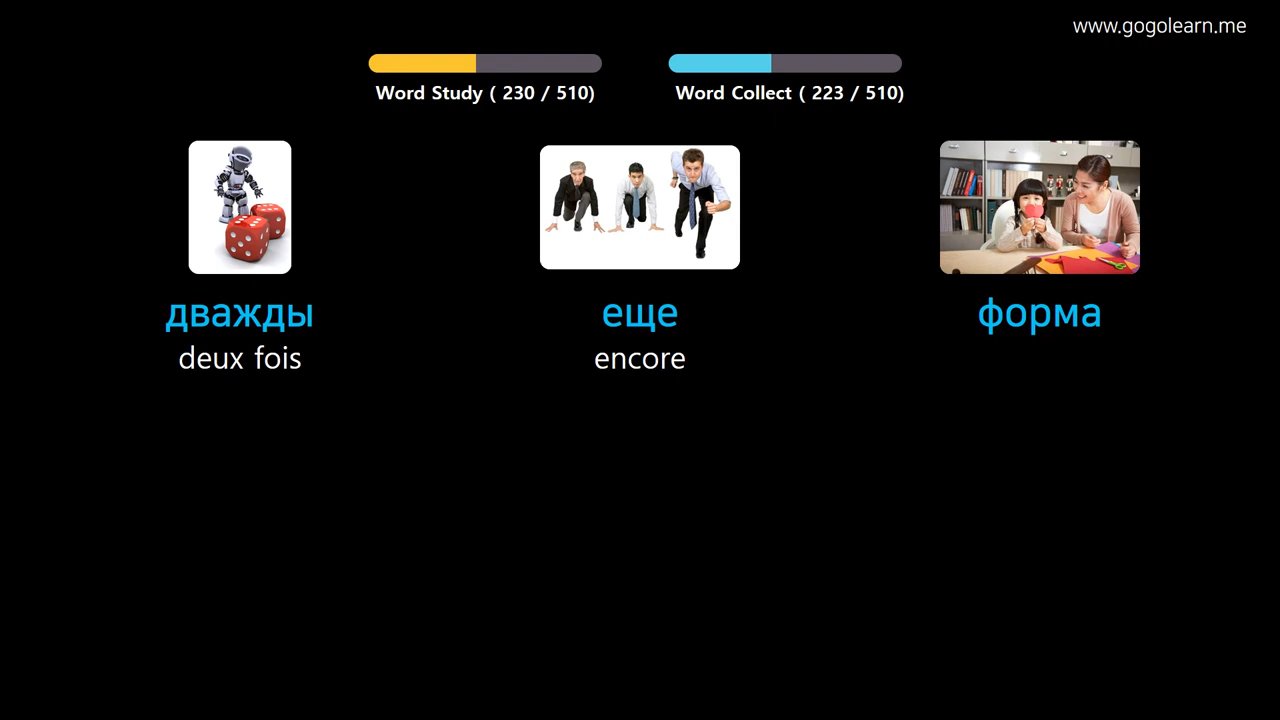 www.gogolearn.me
Word Study ( 230 / 510)
Word Collect ( 223 / 510)
дважды
еще
форма
deux fois
encore